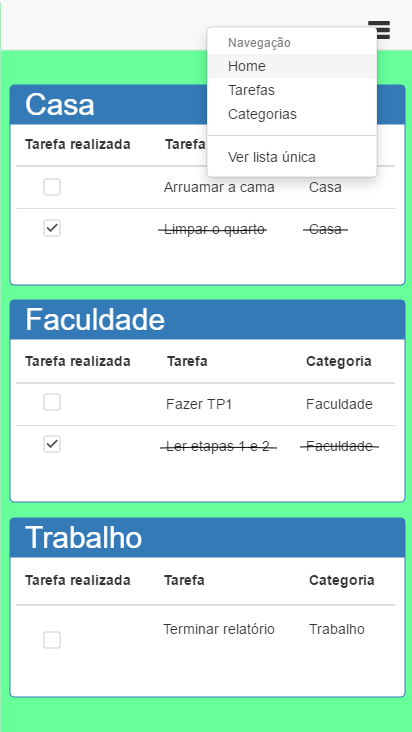 Navegação
Home
Tarefas
Categorias
Ver lista única
Casa
Tarefa realizada Tarefa
Arruamar a cama Casa
Limpar o quarto Casa
Faculdade
Tarefa realizada Tarefa Categoria
Fazer TP1 Faculdade
Ler etapas 1 e 2 Faculdade
Trabalho
Tarefa realizada Tarefa Categoria
Terminar relatório Trabalho